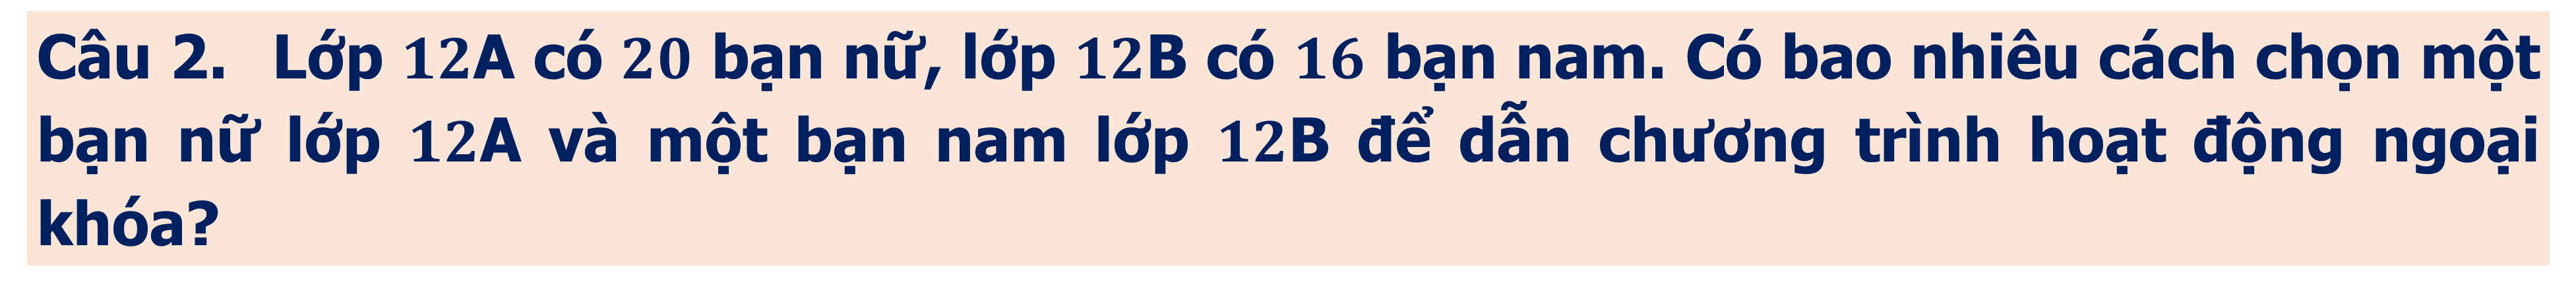 Câu 2. Lớp 12A có 20 bạn nữ, lớp 12B có 16 bạn nam. Có bao nhiêu cách chọn một
bạn nữ lớp 12A và một bạn nam lớp 12B để dẫn chương trình hoạt động ngoại
khóa?